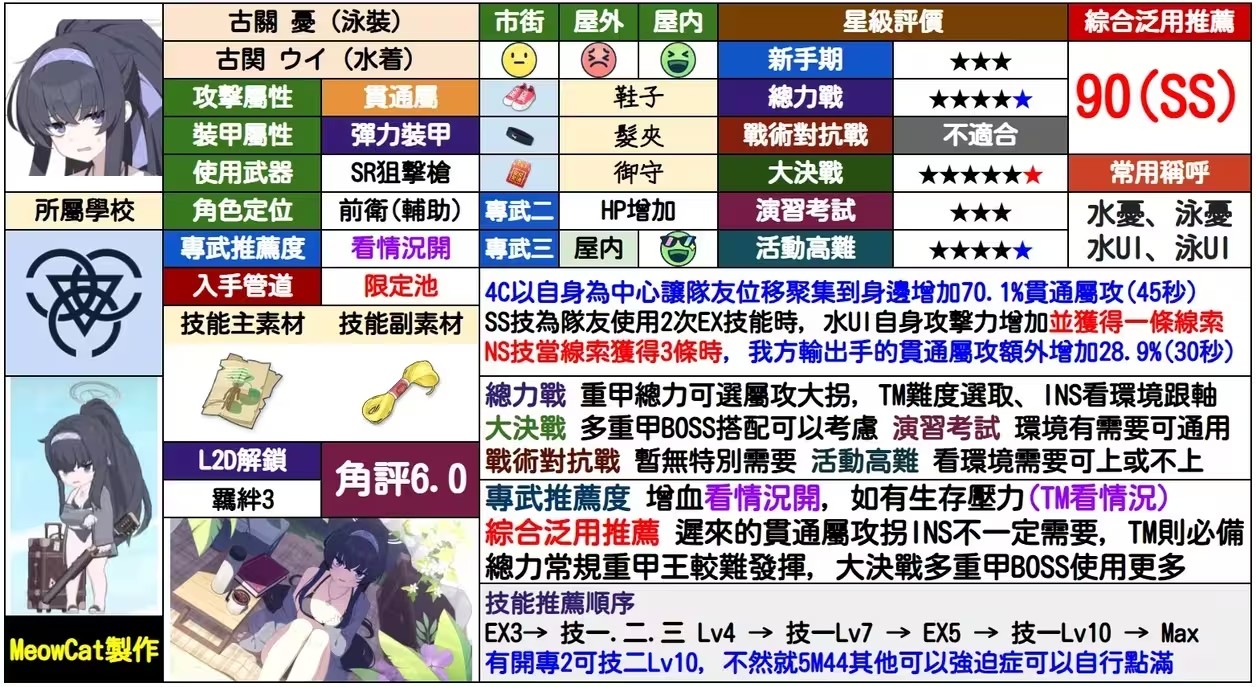 古關 憂（泳裝）
古関 ウイ（水着）
攻擊屬性 貫通屬
裝甲屬性 彈力裝甲
使用武器 SR狙擊槍
所屬學校
角色定位 前衛(輔助)
專武推薦度 看情況開
入手管道 限定池
技能主素材 技能副素材
L2D解鎖
羈絆3
角評6.0
MeowCat製作
市街 屋外 屋内
鞋子
髮夾
御守
專武二 HP增加
專武三 屋內
星級評價
新手期 ★★★
總力戰 ★★★★★
戰術對抗戰 不適合
大決戰 ★★★★★★
演習考試 ★★★
活動高難 ★★★★★
綜合泛用推薦
90(SS)
常用稱呼
水憂、泳憂
水UI、泳UI
4C以自身為中心讓隊友位移聚集到身邊增加70.1%貫通屬攻(45秒)
SS技為隊友使用2次EX技能時，水UI自身攻擊力增加並獲得一條線索
NS技當線索獲得3條時，我方輸出手的貫通屬攻額外增加28.9%(30秒)
總力戰 重甲總力可選屬攻大拐，TM難度選取、INS看環境跟軸
大決戰 多重甲BOSS搭配可以考慮 演習考試 環境有需要可通用
戰術對抗戰 暫無特別需要 活動高難 看環境需要可上或不上
專武推薦度 增血看情況開，如有生存壓力(TM看情況)
綜合泛用推薦 遲來的貫通屬攻拐INS不一定需要，TM則必備
總力常規重甲王較難發揮，大決戰多重甲BOSS使用更多
技能推薦順序
EX3→ 技一.二.三 Lv4 → 技一Lv7 → EX5 → 技一Lv10 → Max
有開專2可技二Lv10，不然就5M44其他可以強迫症可以自行點滿